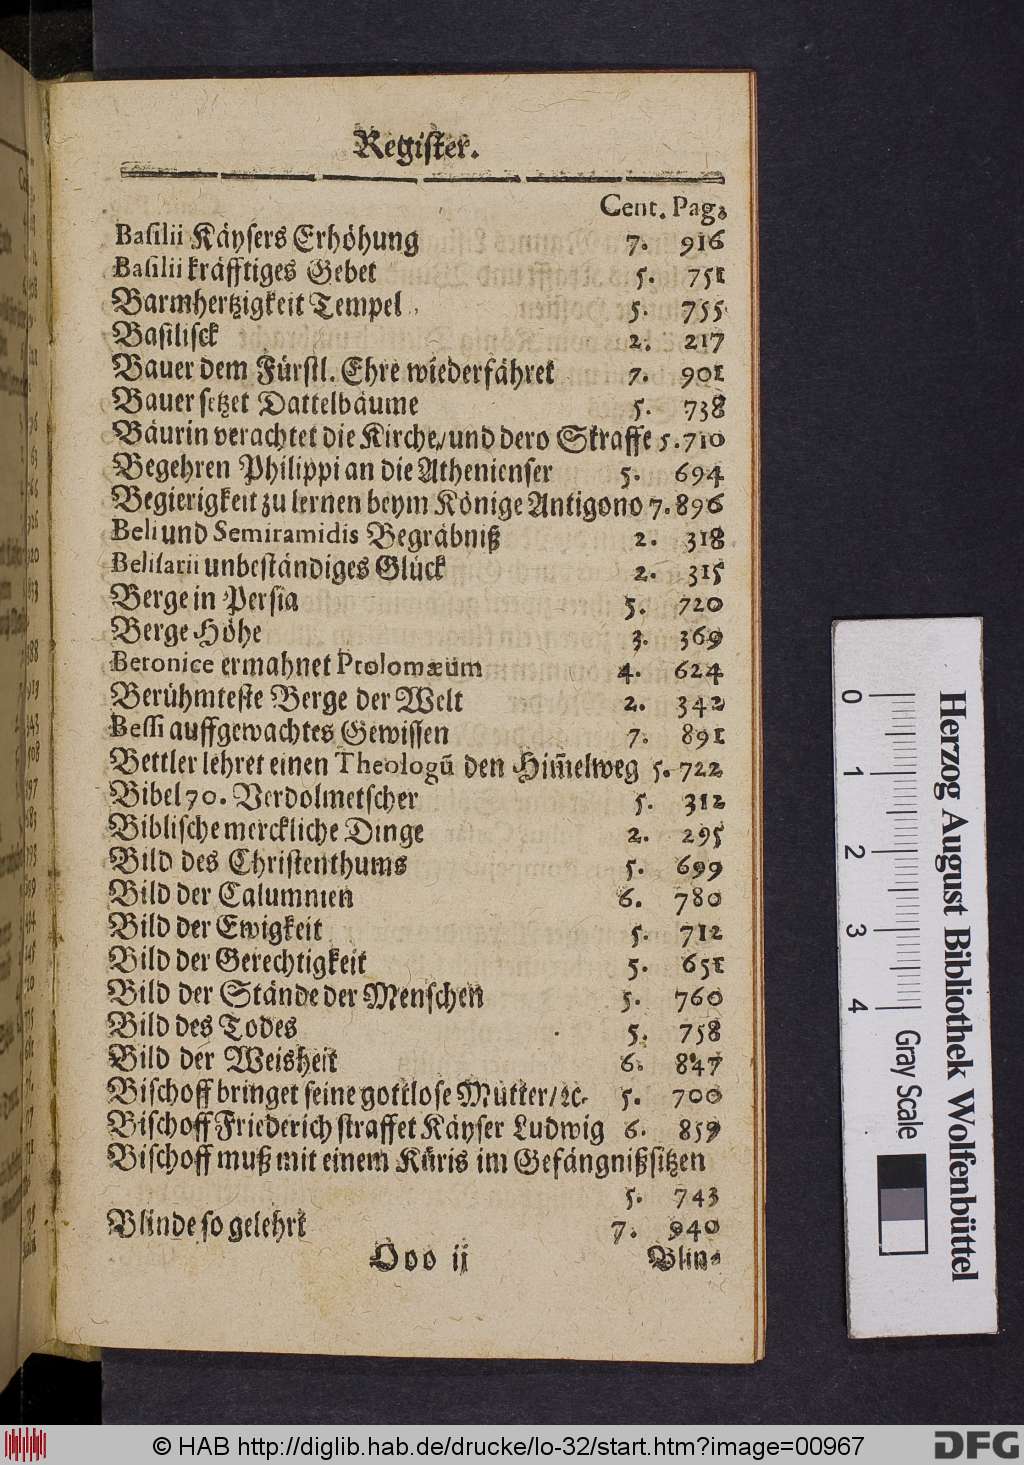 Register.
Cent. Pag.
Basilii Käysers Erhöhung 7. 916
Basilii kräfftiges Gebet 5. 751
Barmhertzigkeit Tempel 5. 755
Basilisck 2. 217
Bauer dem Fürstl. Ehre wiederfähret 7. 901
Bauer setzet Dattelbäume 5. 738
Bäurin verachtet die Kirche/und dero Straffe 5. 710
Begehren Philippi an die Athenienser 5. 694
Begierigkeit zu lernen beym Könige Antigono 7. 896
Beli und Semiramidis Begräbniß 2. 318
Belisarii unbeständiges Glück 2. 315
Berge in Persia 5. 720
Berge Höhe 3. 369
Beronice ermahnet Ptolomæum 4. 624
Berühmteste Berge der Welt 2. 342
Bessi auffgewachtes Gewissen 7. 891
Bettler lehret einen Theologū den Him̄elweg 5. 722
Bibel 70. Verdolmetscher 5. 312
Biblische merckliche Dinge 2. 295
Bild des Christenthums 5. 699
Bild der Calumnien 6. 780
Bild der Ewigkeit 5. 712
Bild der Gerechtigkeit 5. 651
Bild der Stände der Menschen 5. 760
Bild des Todes 5. 758
Bild der Weisheit 6. 847
Bischoff bringet seine gottlose Mutter/ ꝛc. 5. 700
Bischoff Friederich straffet Käyser Ludwig 6. 859
Bischoff muß mit einem Küris im Gefängniß sitzen
5. 743
Blinde so gelehrt 7. 940
Ooo ij Blin-
Herzog August Bibliothek Wolfenbüttel
0 1 2 3 4 Gray Scale
© HAB http://diglib.hab.de/drucke/lo-32/start.htm?image=00967
DFG